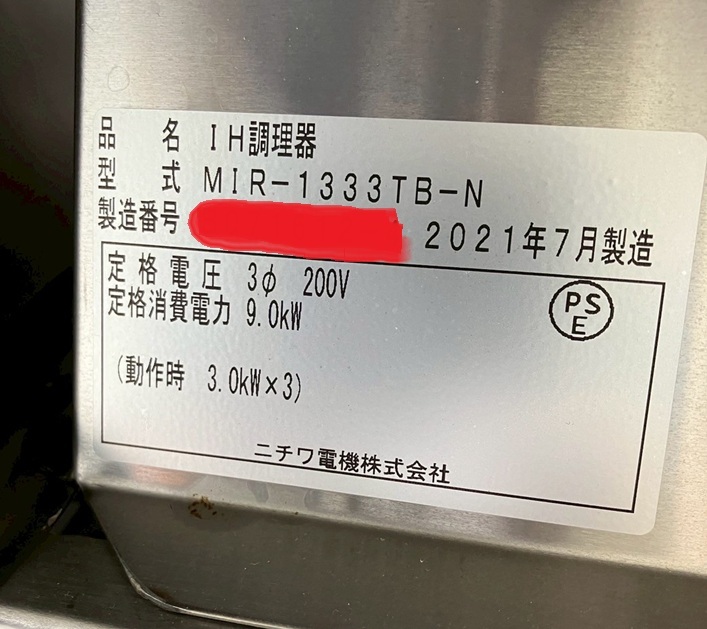 品 名 ＩＨ調理器
型 式 ＭＩＲ－１３３３ＴＢ－Ｎ
製造番号 ２０２１年７月製造
定格電圧 3φ 200V
定格消費電力 9.0kW
PS
E
(動作時 3.0kW×3)
ニチワ電機株式会社